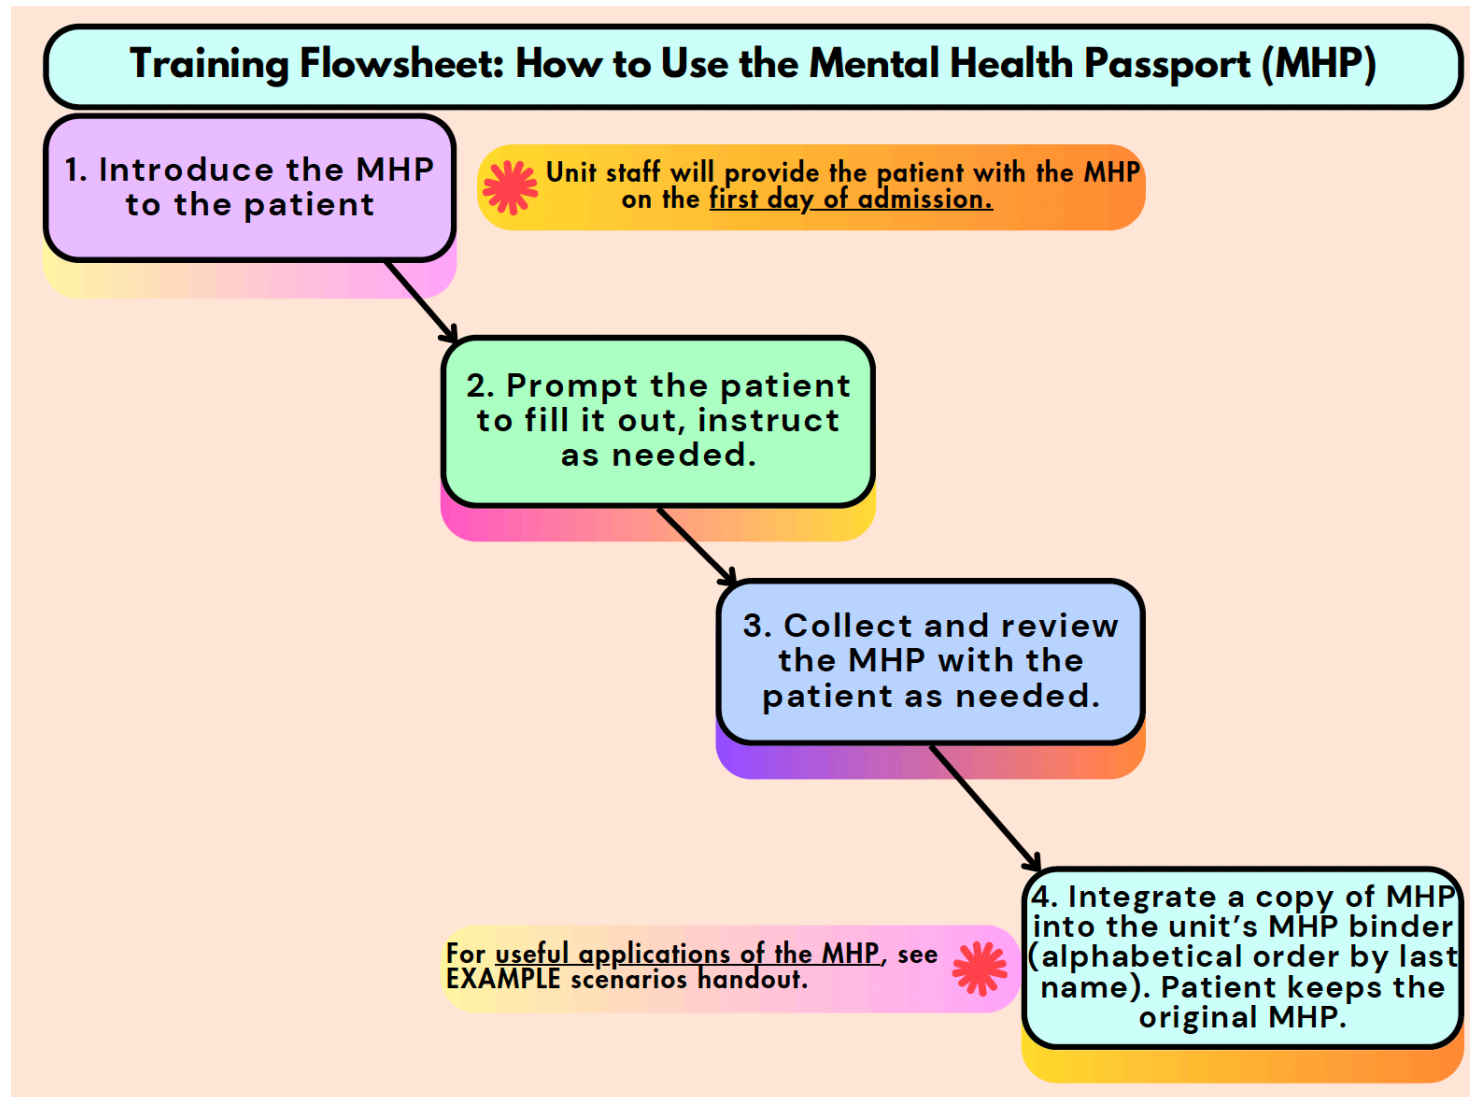 Training Flowsheet: How to Use the Mental Health Passport (MHP)
1. Introduce the MHP
to the patient
Unit staff will provide the patient with the MHP
on the first day of admission.
2. Prompt the patient
to fill it out, instruct
as needed.
3. Collect and review
the MHP with the
patient as needed.
4. Integrate a copy of MHP
into the unit’s MHP binder
(alphabetical order by last
name). Patient keeps the
original MHP.
For useful applications of the MHP, see
EXAMPLE scenarios handout.